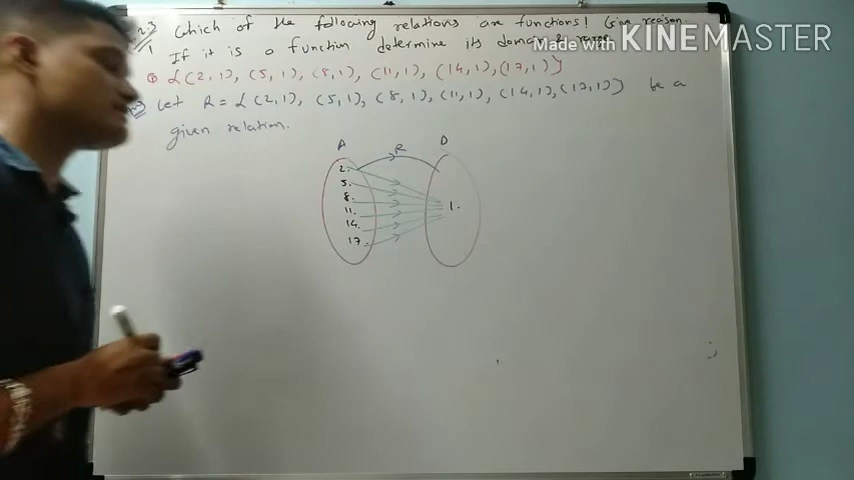 Which of the following relations are functions? Give reason.
If it is a function determine its domain & range
Made with KINEMASTER
① {(2,1), (5,1), (8,1), (11,1), (14,1), (17,1)}
Let R = {(2,1), (5,1), (8,1), (11,1), (14,1), (17,1)} be a
given relation.
A R
2.
5.
8.
11.
14.
17.
1.